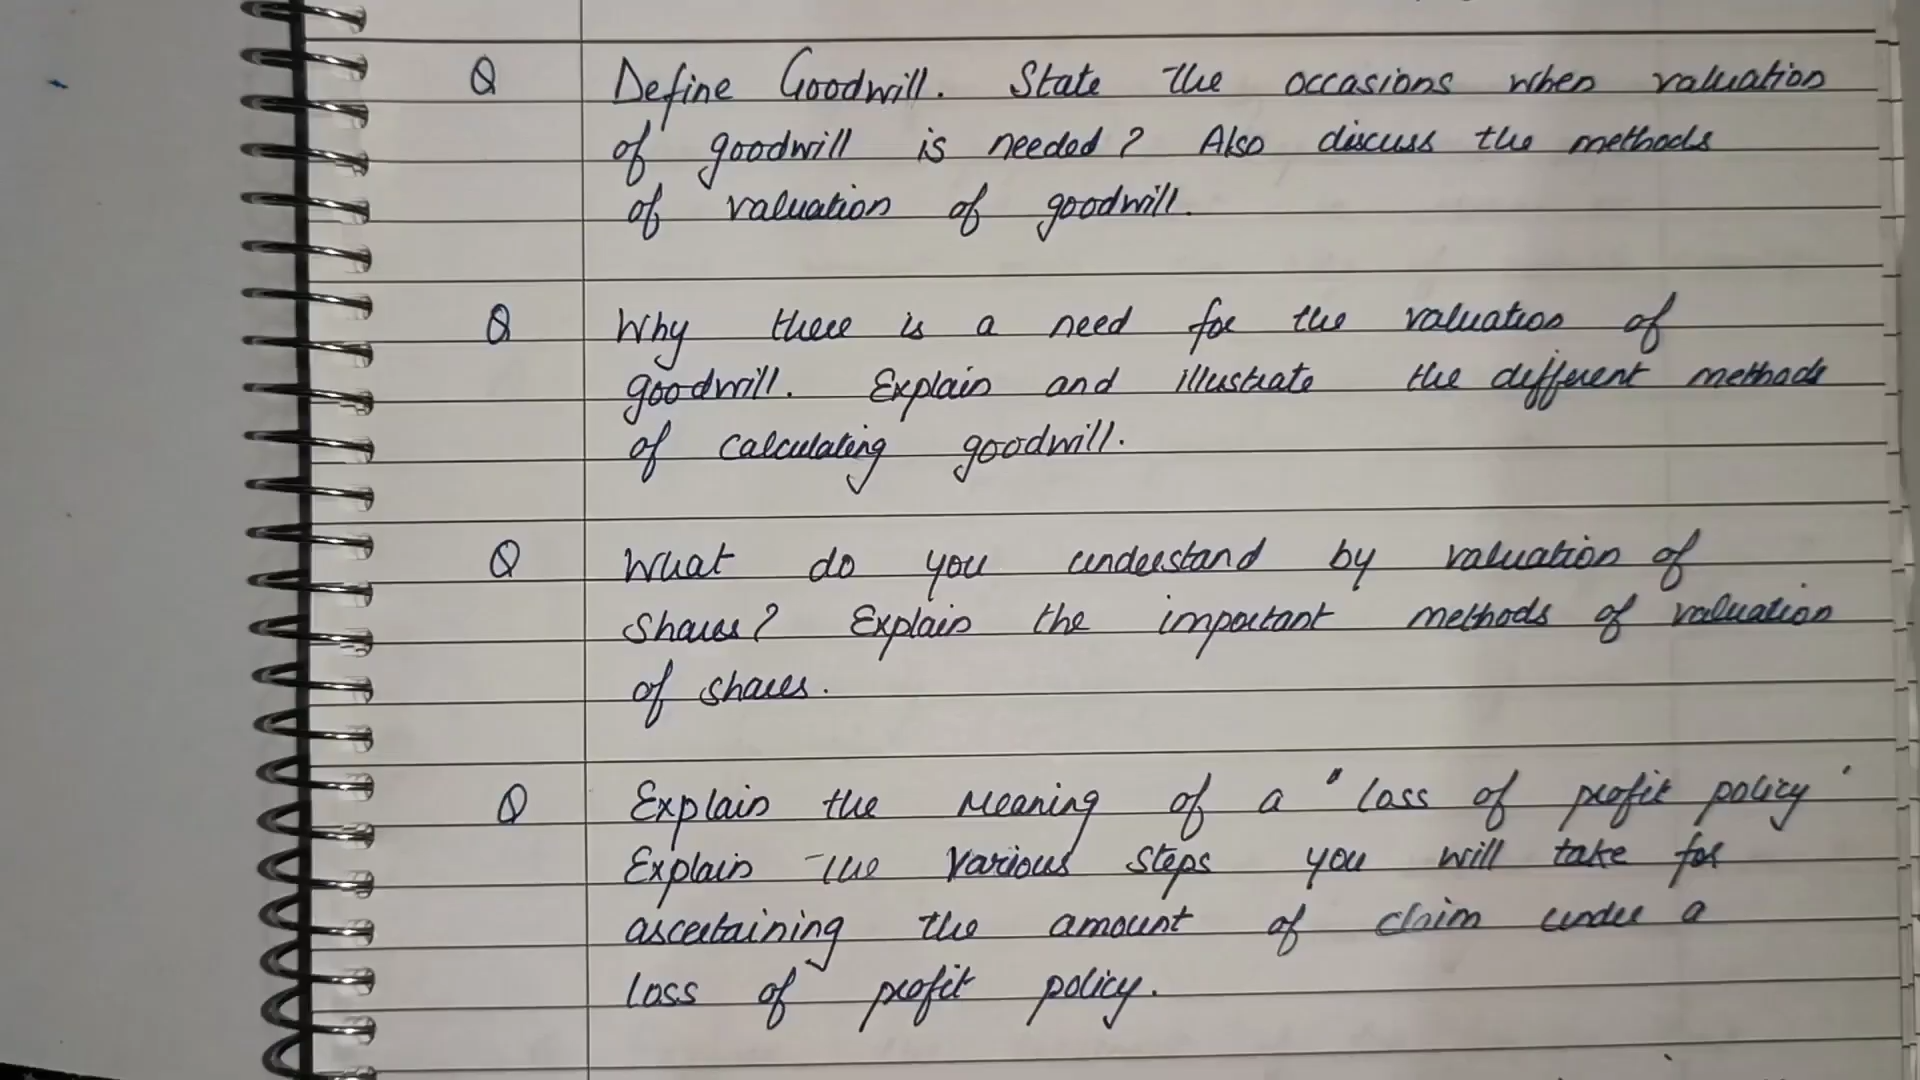 Q Define Goodwill. State the occasions when valuation
of goodwill is needed? Also discuss the methods
of valuation of goodwill.
Q Why there is a need for the valuation of
goodwill. Explain and illustrate the different methods
of calculating goodwill.
Q What do you understand by valuation of
Shares? Explain the important methods of valuation
of shares.
Q Explain the Meaning of a "loss of profit policy"
Explain the various steps you will take for
ascertaining the amount of claim under a
loss of profit policy.